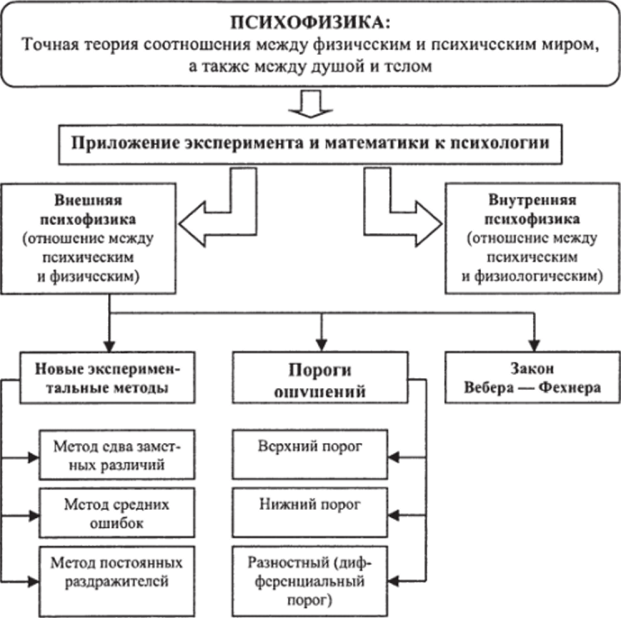 ПСИХОФИЗИКА:
Точная теория соотношения между физическим и психическим миром,
а также между душой и телом
Приложение эксперимента и математики к психологии
Внешняя
психофизика
(отношение между
психическим
и физическим)
Внутренняя
психофизика
(отношение между
психическим
и физиологическим)
Новые эксперимен-
тальные методы
Пороги
ощущений
Закон
Вебера — Фехнера
Метод едва замет-
ных различий
Метод средних
ошибок
Метод постоянных
раздражителей
Верхний порог
Нижний порог
Разностный (диф-
ференциальный
порог)